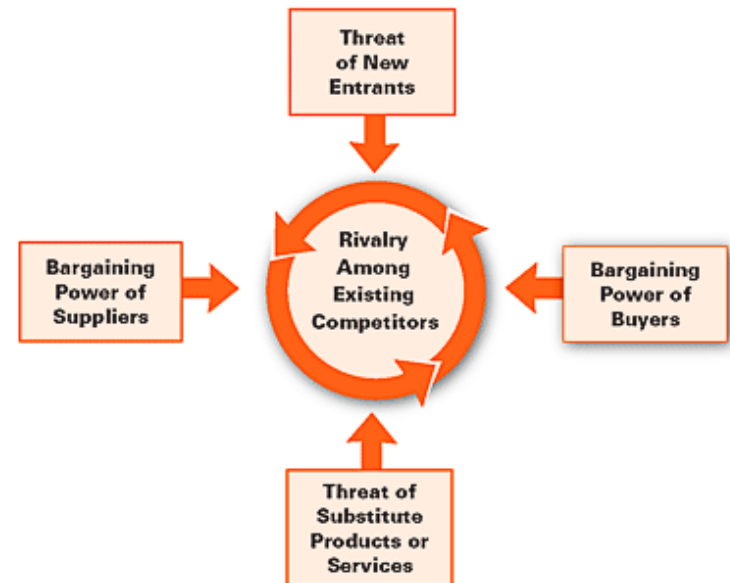 Threat
of New
Entrants
Rivalry
Among
Existing
Competitors
Bargaining
Power of
Suppliers
Bargaining
Power of
Buyers
Threat of
Substitute
Products or
Services